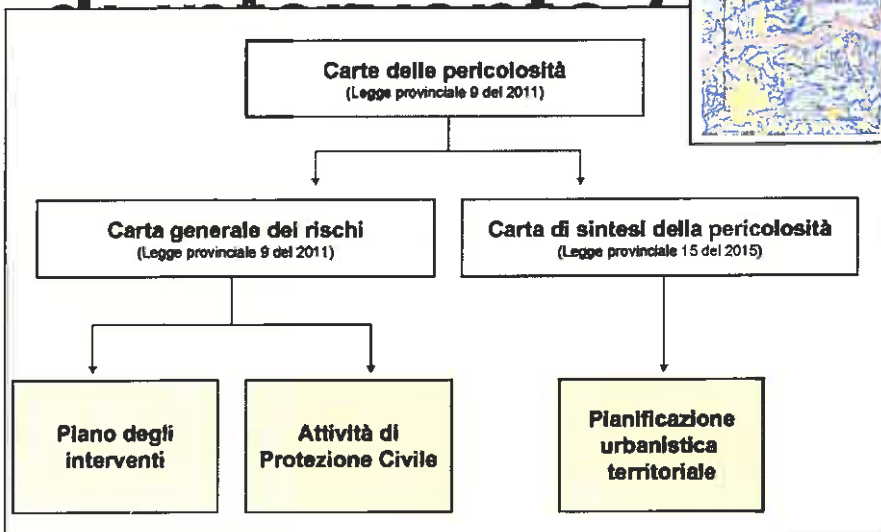 Carte delle pericolosità
(Legge provinciale 9 del 2011)
Carta generale dei rischi
(Legge provinciale 9 del 2011)
Carta di sintesi della pericolosità
(Legge provinciale 15 del 2015)
Piano degli
interventi
Attività di
Protezione Civile
Pianificazione
urbanistica
territoriale